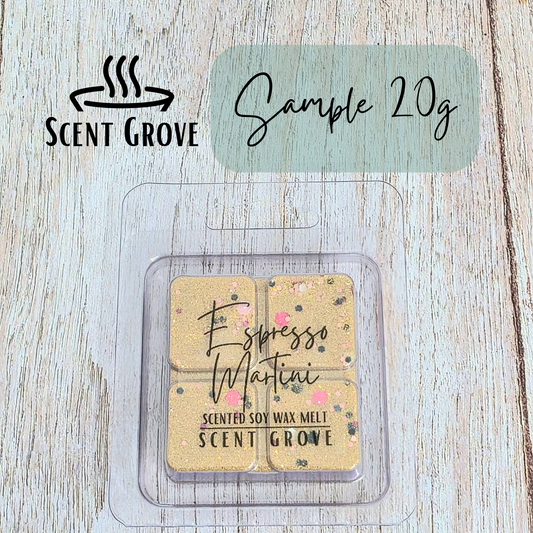 SCENT GROVE
Sample 20g
Espresso
Martini
SCENTED SOY WAX MELT
SCENT GROVE